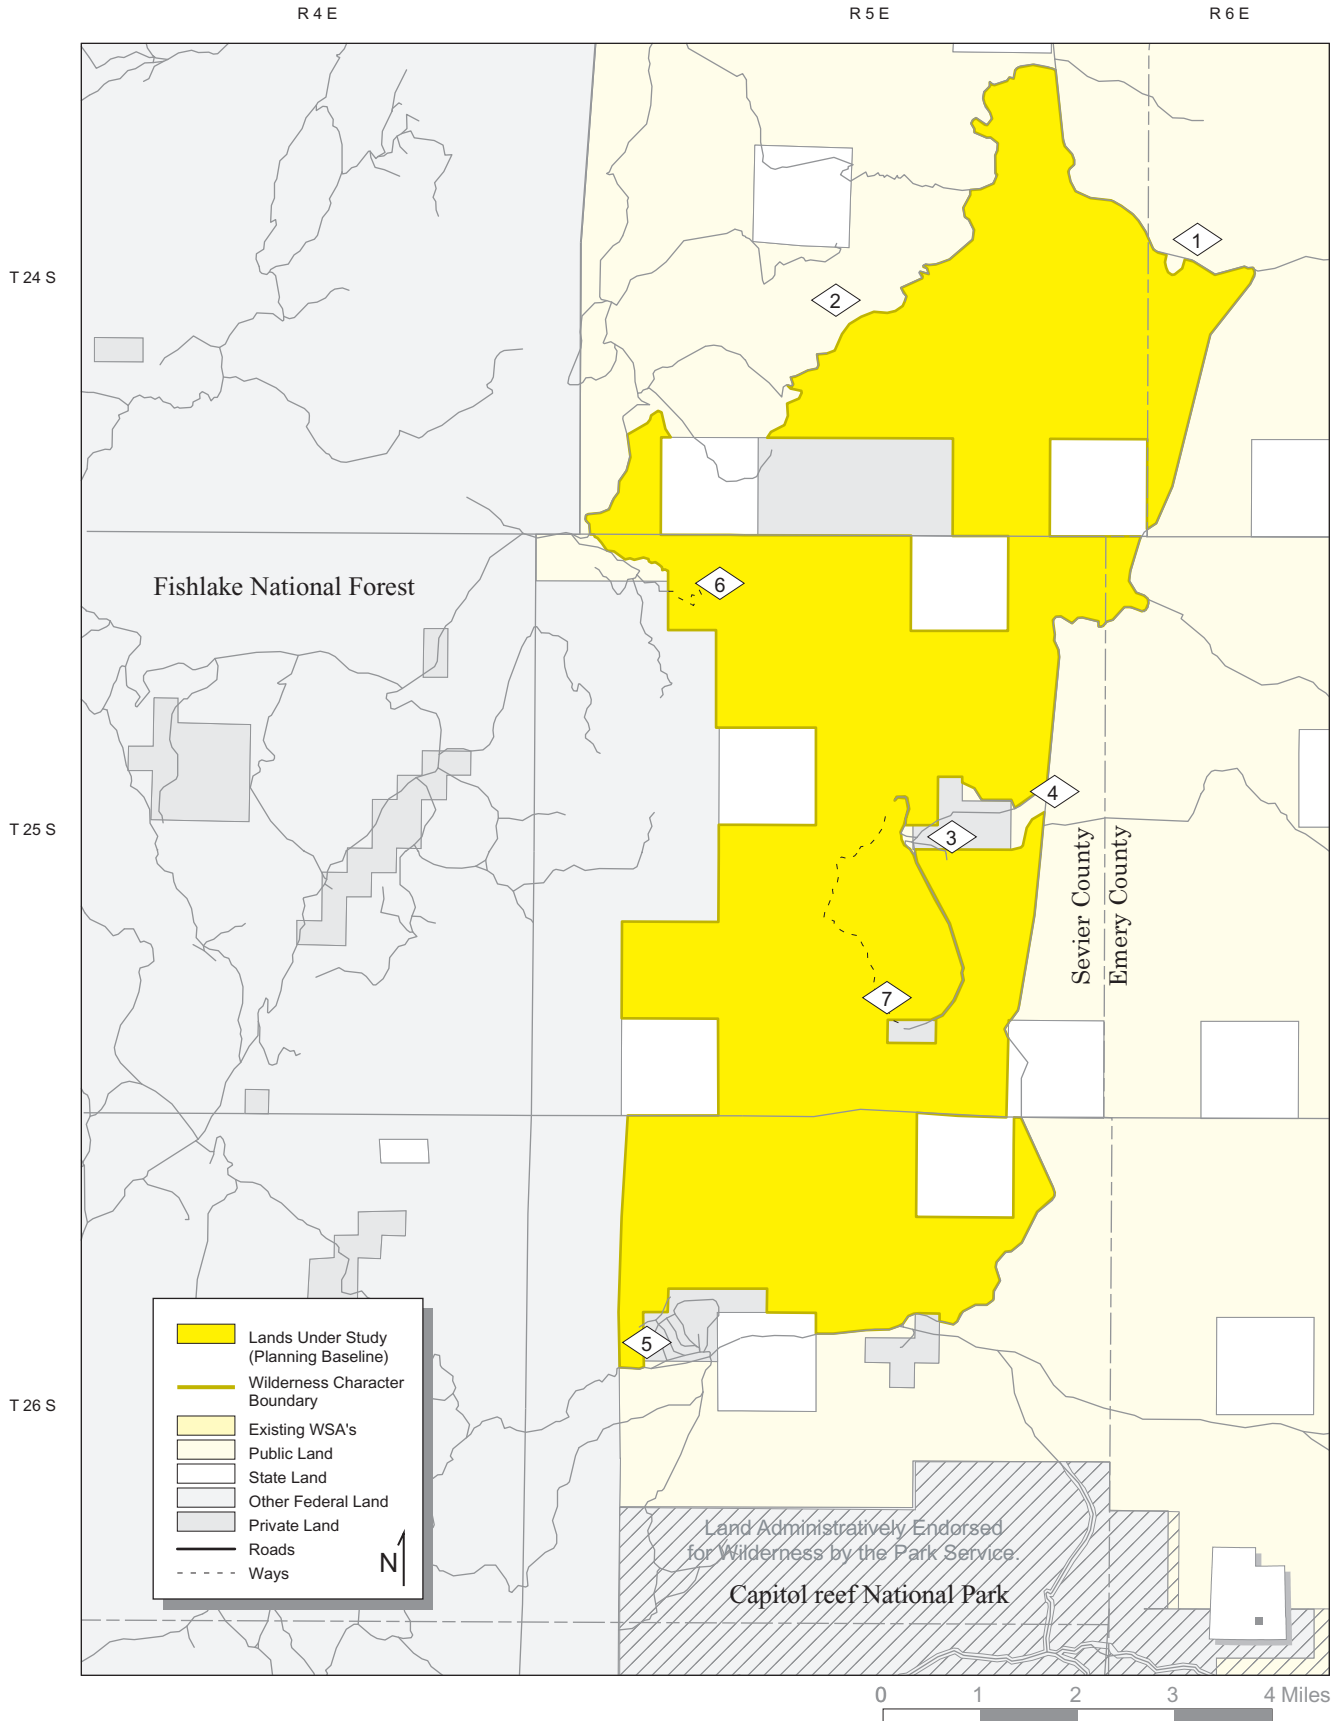 R 4 E
R 5 E
R 6 E
1
T 24 S
2
Fishlake National Forest
6
4
T 25 S
3
Sevier County
Emery County
7
5
Lands Under Study
(Planning Baseline)
Wilderness Character
Boundary
T 26 S
Existing WSA's
Public Land
State Land
Other Federal Land
Private Land
Roads
Ways
N
Land Administratively Endorsed
for Wilderness by the Park Service.
Capitol reef National Park
0 1 2 3 4 Miles